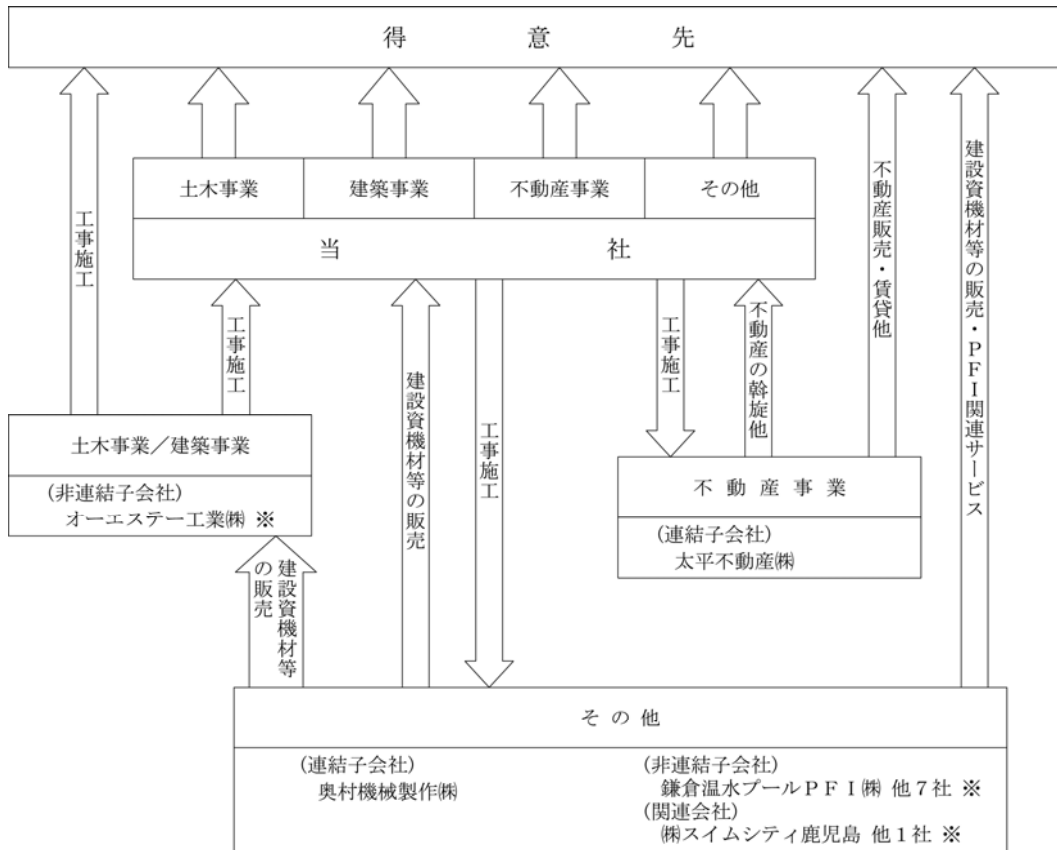 得意先
土木事業
建築事業
不動産事業
その他
当社
工事施工
工事施工
建設資機材等の販売
工事施工
工事施工
不動産の斡旋他
不動産販売・賃貸他
建設資機材等の販売・PFI関連サービス
土木事業／建築事業
(非連結子会社)
オーエステー工業㈱ ※
不動産事業
(連結子会社)
太平不動産㈱
建設資機材等
の販売
その他
(連結子会社)
奥村機械製作㈱
(非連結子会社)
鎌倉温水プールPFI㈱ 他7社 ※
(関連会社)
㈱スイムシティ鹿児島 他1社 ※